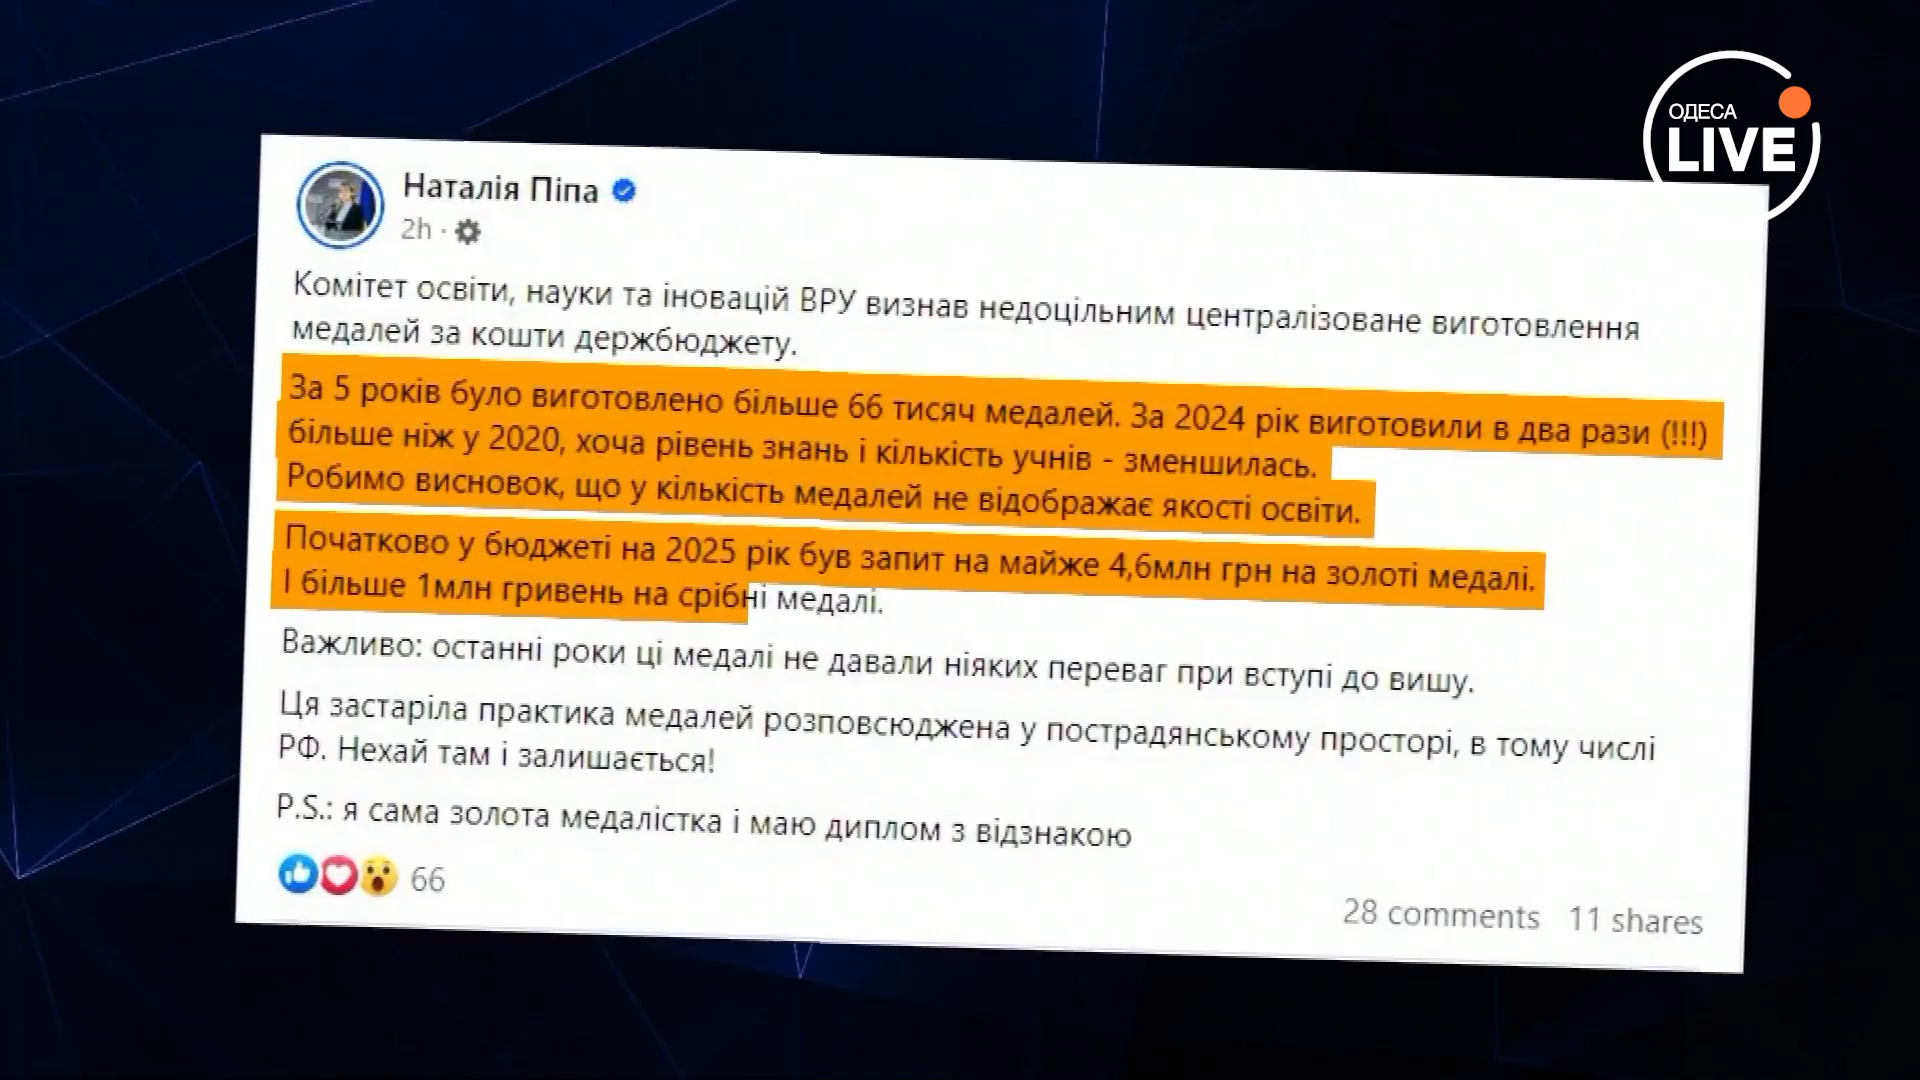 ОДЕСА
LIVE
Наталія Піпа
2h ·
Комітет освіти, науки та іновацій ВРУ визнав недоцільним централізоване виготовлення
медалей за кошти держбюджету.
За 5 років було виготовлено більше 66 тисяч медалей. За 2024 рік виготовили в два рази (!!!)
більше ніж у 2020, хоча рівень знань і кількість учнів - зменшилась.
Робимо висновок, що у кількість медалей не відображає якості освіти.
Початково у бюджеті на 2025 рік був запит на майже 4,6млн грн на золоті медалі.
І більше 1млн гривень на срібні медалі.
Важливо: останні роки ці медалі не давали ніяких переваг при вступі до вишу.
Ця застаріла практика медалей розповсюджена у пострадянському просторі, в тому числі
РФ. Нехай там і залишається!
P.S.: я сама золота медалістка і маю диплом з відзнакою
66
28 comments 11 shares